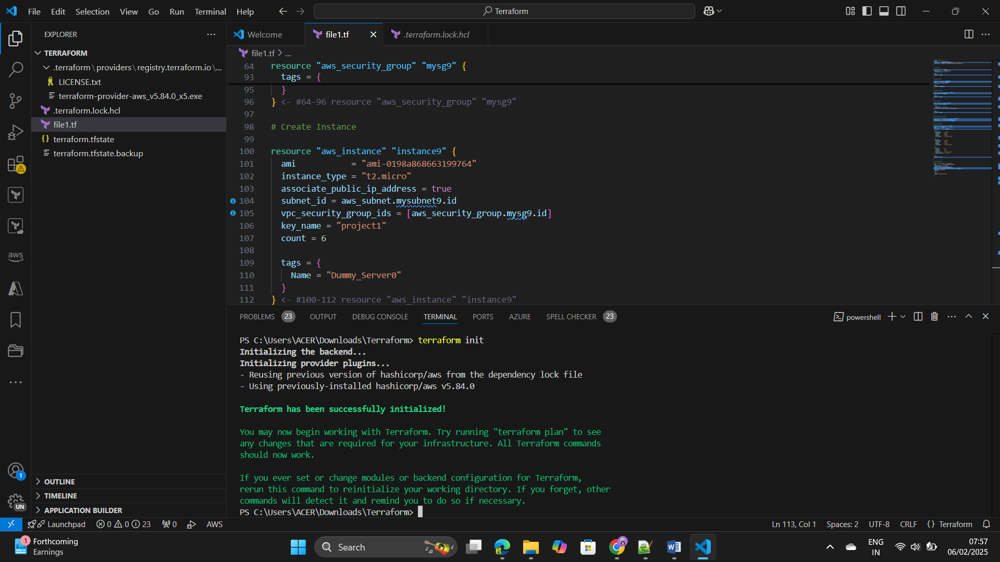 File Edit Selection View Go Run Terminal Help
Terraform
EXPLORER
TERRAFORM
.terraform\providers\registry.terraform.io\...
LICENSE.txt
terraform-provider-aws_v5.84.0_x5.exe
.terraform.lock.hcl
file1.tf
terraform.tfstate
terraform.tfstate.backup
OUTLINE
TIMELINE
APPLICATION BUILDER
aws
1
UN
Welcome
file1.tf
.terraform.lock.hcl
file1.tf > ...
64 resource "aws_security_group" "mysg9" {
93 tags = {
95 }
96 } <- #64-96 resource "aws_security_group" "mysg9"
97
98 # Create Instance
99
100 resource "aws_instance" "instance9" {
101 ami = "ami-0198a868663199764"
102 instance_type = "t2.micro"
103 associate_public_ip_address = true
104 subnet_id = aws_subnet.mysubnet9.id
105 vpc_security_group_ids = [aws_security_group.mysg9.id]
106 key_name = "project1"
107 count = 6
108
109 tags = {
110 Name = "Dummy_Server0"
111 }
112 } <- #100-112 resource "aws_instance" "instance9"
PROBLEMS 23 OUTPUT DEBUG CONSOLE TERMINAL PORTS AZURE SPELL CHECKER 23
powershell
PS C:\Users\ACER\Downloads\Terraform> terraform init
Initializing the backend...
Initializing provider plugins...
- Reusing previous version of hashicorp/aws from the dependency lock file
- Using previously-installed hashicorp/aws v5.84.0
Terraform has been successfully initialized!
You may now begin working with Terraform. Try running "terraform plan" to see
any changes that are required for your infrastructure. All Terraform commands
should now work.
If you ever set or change modules or backend configuration for Terraform,
rerun this command to reinitialize your working directory. If you forget, other
commands will detect it and remind you to do so if necessary.
PS C:\Users\ACER\Downloads\Terraform>
Launchpad 0 0 23 0 AWS
Ln 113, Col 1 Spaces: 2 UTF-8 CRLF {} Terraform
1
Forthcoming
Earnings
Search
ENG
IN
07:57
06/02/2025